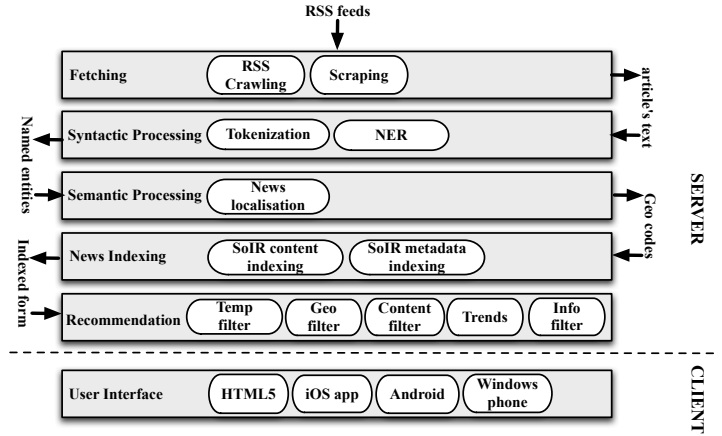 RSS feeds
Fetching
RSS
Crawling
Scraping
article's text
Syntactic Processing
Tokenization
NER
Named entities
Semantic Processing
News
localisation
Geo codes
SERVER
News Indexing
SoIR content
indexing
SoIR metadata
indexing
Indexed form
Recommendation
Temp
filter
Geo
filter
Content
filter
Trends
Info
filter
CLIENT
User Interface
HTML5
iOS app
Android
Windows
phone